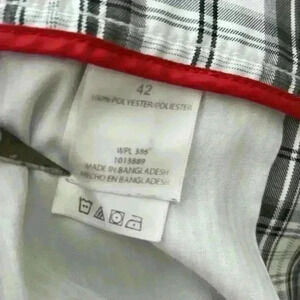 42
100% POLYESTER/POLIESTER
WPL 386
1013889
MADE IN BANGLADESH
HECHO EN BANGLADESH